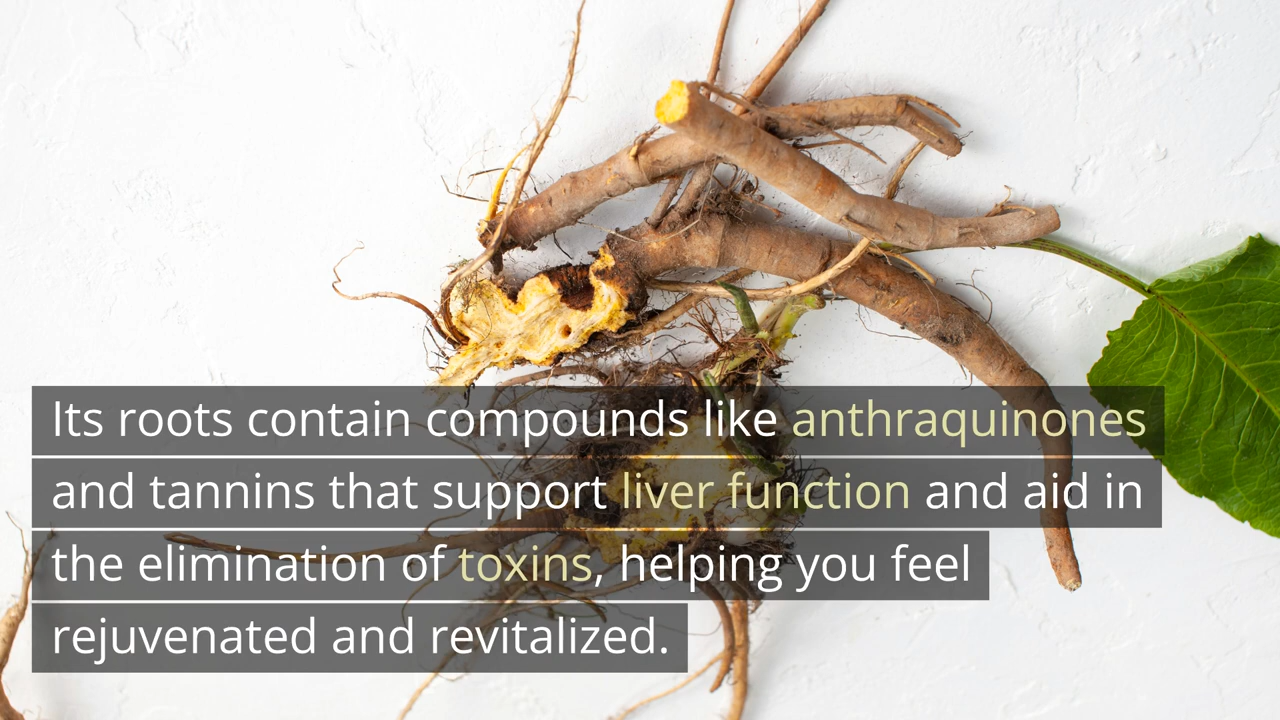 Its roots contain compounds like anthraquinones
and tannins that support liver function and aid in
the elimination of toxins, helping you feel
rejuvenated and revitalized.